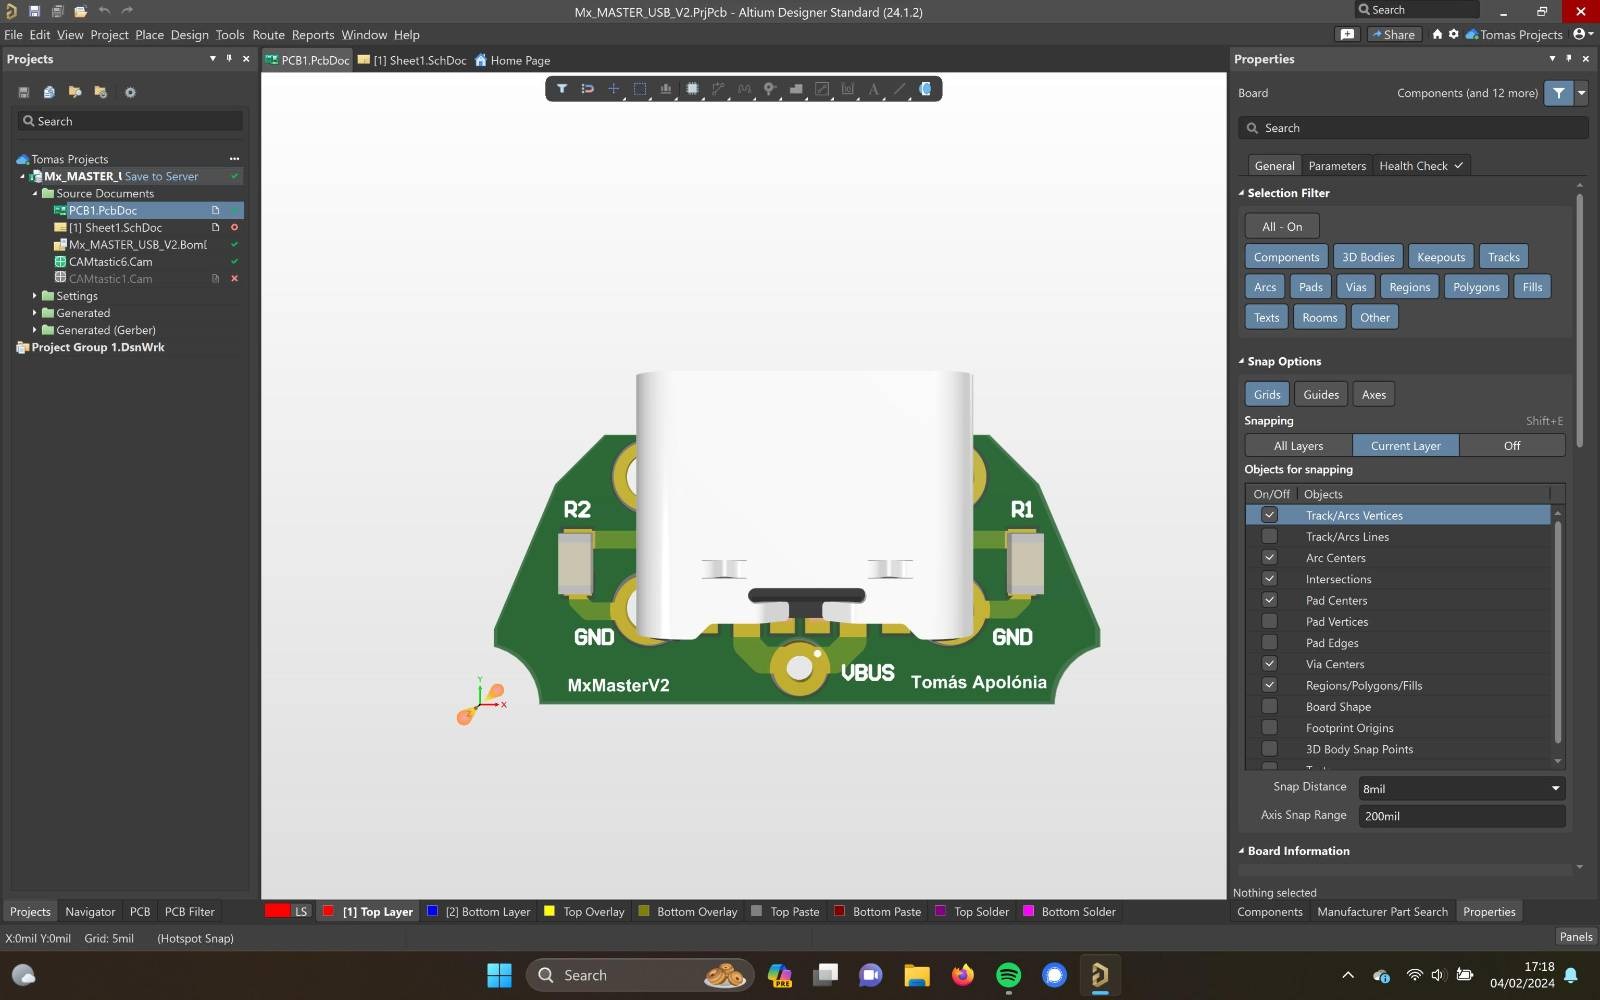 Mx_MASTER_USB_V2.PrjPcb - Altium Designer Standard (24.1.2)
Search
File Edit View Project Place Design Tools Route Reports Window Help
Share
Tomas Projects
Projects
PCB1.PcbDoc
[1] Sheet1.SchDoc
Home Page
Properties
Board
Components (and 12 more)
Search
Search
General
Parameters
Health Check
Tomas Projects
Mx_MASTER_U Save to Server
Source Documents
PCB1.PcbDoc
[1] Sheet1.SchDoc
Mx_MASTER_USB_V2.BomD
CAMtastic6.Cam
CAMtastic1.Cam
Settings
Generated
Generated (Gerber)
Project Group 1.DsnWrk
Selection Filter
All - On
Components
3D Bodies
Keepouts
Tracks
Arcs
Pads
Vias
Regions
Polygons
Fills
Texts
Rooms
Other
Snap Options
Grids
Guides
Axes
Snapping
Shift+E
All Layers
Current Layer
Off
Objects for snapping
On/Off Objects
Track/Arcs Vertices
Track/Arcs Lines
Arc Centers
Intersections
Pad Centers
Pad Vertices
Pad Edges
Via Centers
Regions/Polygons/Fills
Board Shape
Footprint Origins
3D Body Snap Points
Snap Distance 8mil
Axis Snap Range 200mil
Board Information
Nothing selected
R2
R1
GND
GND
VBUS
MxMasterV2
Tomás Apolónia
Y
X
Projects
Navigator
PCB
PCB Filter
LS
[1] Top Layer
[2] Bottom Layer
Top Overlay
Bottom Overlay
Top Paste
Bottom Paste
Top Solder
Bottom Solder
Components
Manufacturer Part Search
Properties
X:0mil Y:0mil Grid: 5mil (Hotspot Snap)
Panels
Search
PRE
17:18
04/02/2024